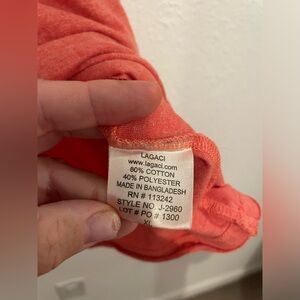 LAGACI
www.lagaci.com
60% COTTON
40% POLYESTER
MADE IN BANGLADESH
RN # 113242
STYLE NO. J-2960
LOT # PO # 1300
XL